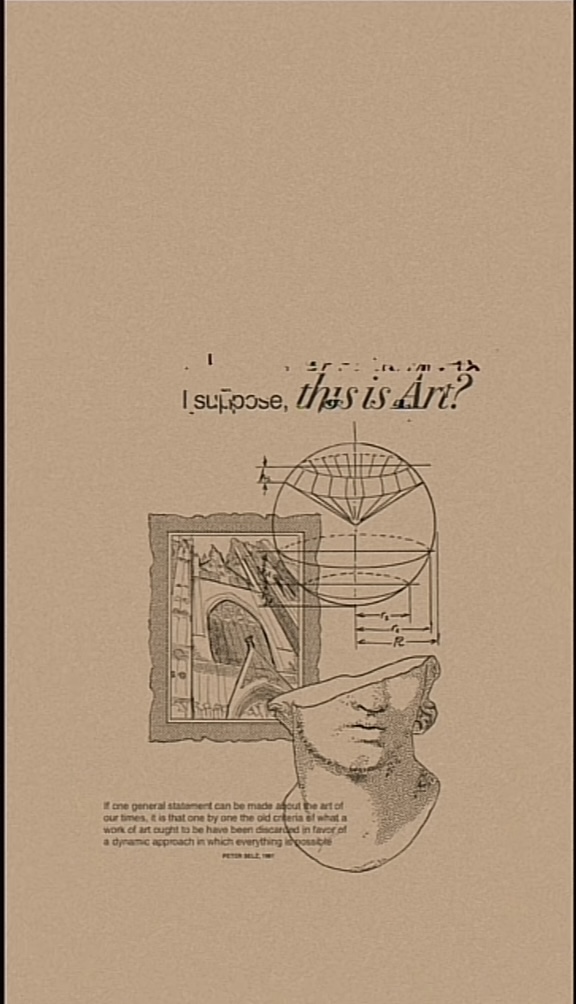 I suppose, this is Art?
h
r₂
r₁
R
If one general statement can be made about the art of
our times, it is that one by one the old criteria of what a
work of art ought to be have been discarded in favor of
a dynamic approach in which everything is possible
PETER SELZ, 1961